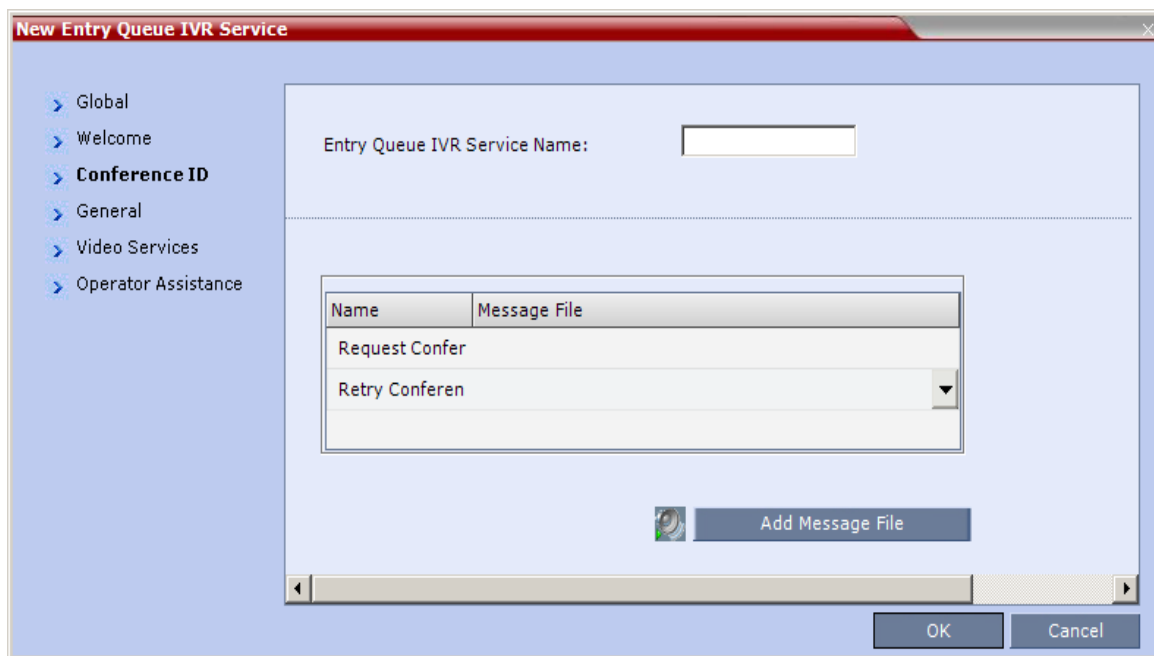 New Entry Queue IVR Service
Global
Welcome
Conference ID
General
Video Services
Operator Assistance
Entry Queue IVR Service Name:
Name Message File
Request Confer
Retry Conferen
Add Message File
OK Cancel